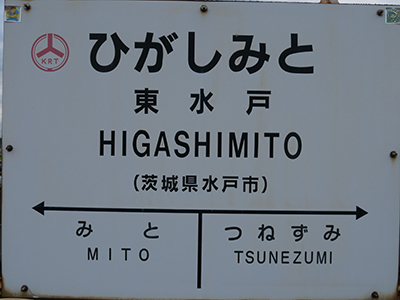 KRT
ひがしみと
東水戸
HIGASHIMITO
(茨城県水戸市)
みと つねずみ
MITO TSUNEZUMI